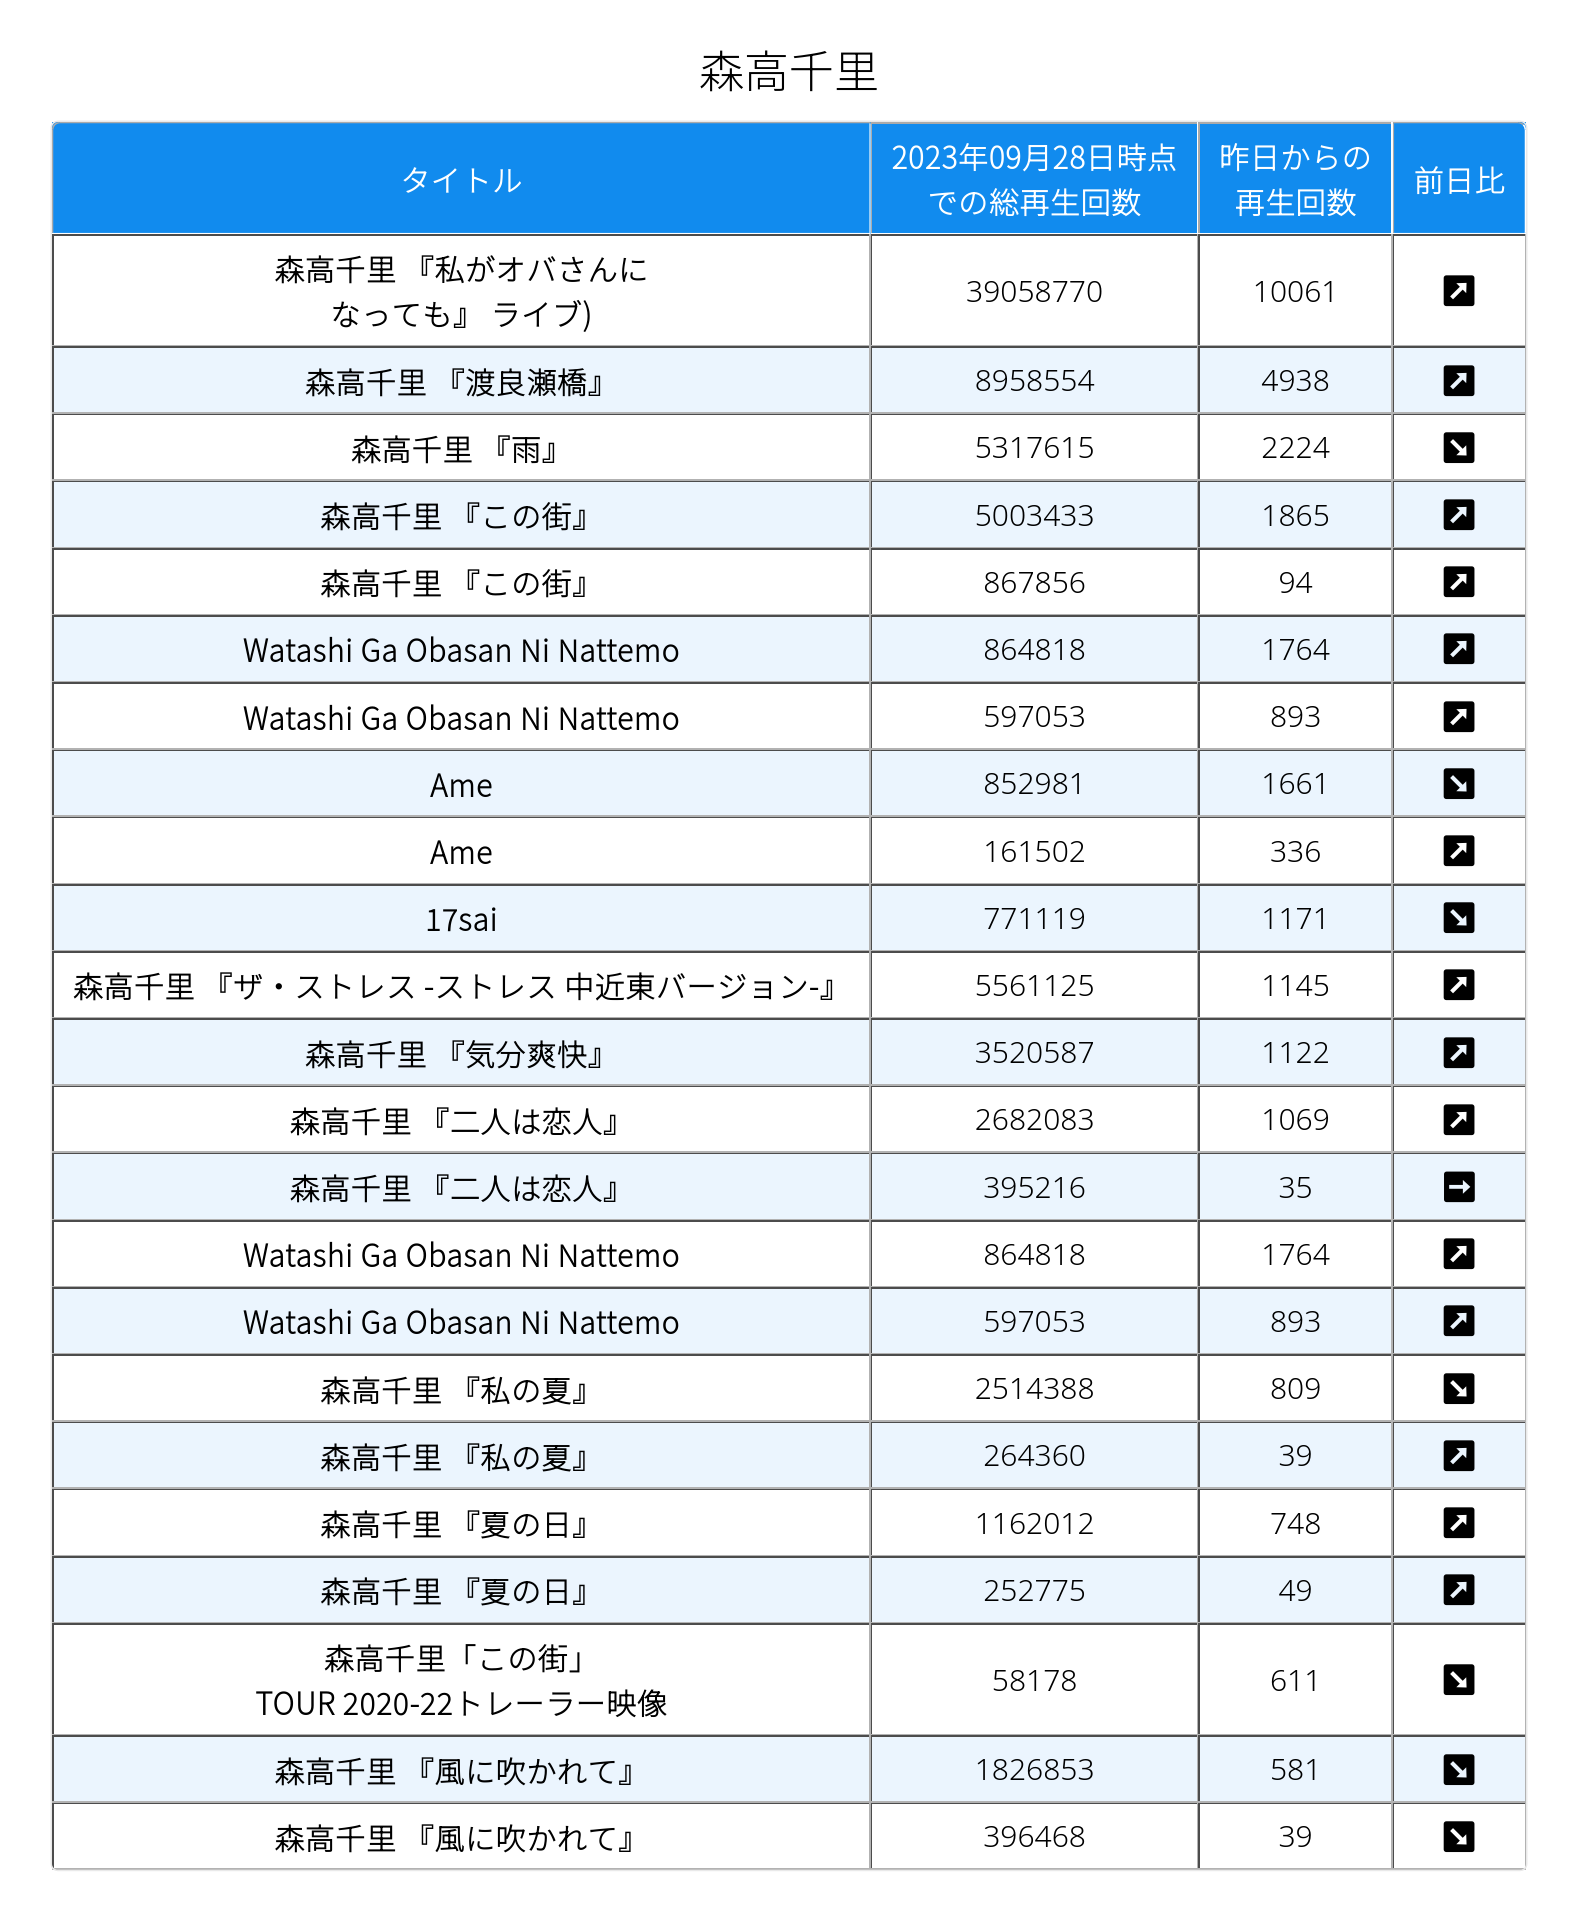 森高千里
タイトル
2023年09月28日時点
での総再生回数
昨日からの
再生回数
前日比
森高千里 『私がオバさんに
なっても』 ライブ)
39058770
10061
森高千里 『渡良瀬橋』
8958554
4938
森高千里 『雨』
5317615
2224
森高千里 『この街』
5003433
1865
森高千里 『この街』
867856
94
Watashi Ga Obasan Ni Nattemo
864818
1764
Watashi Ga Obasan Ni Nattemo
597053
893
Ame
852981
1661
Ame
161502
336
17sai
771119
1171
森高千里 『ザ・ストレス -ストレス 中近東バージョン-』
5561125
1145
森高千里 『気分爽快』
3520587
1122
森高千里 『二人は恋人』
2682083
1069
森高千里 『二人は恋人』
395216
35
Watashi Ga Obasan Ni Nattemo
864818
1764
Watashi Ga Obasan Ni Nattemo
597053
893
森高千里 『私の夏』
2514388
809
森高千里 『私の夏』
264360
39
森高千里 『夏の日』
1162012
748
森高千里 『夏の日』
252775
49
森高千里「この街」
TOUR 2020-22トレーラー映像
58178
611
森高千里 『風に吹かれて』
1826853
581
森高千里 『風に吹かれて』
396468
39